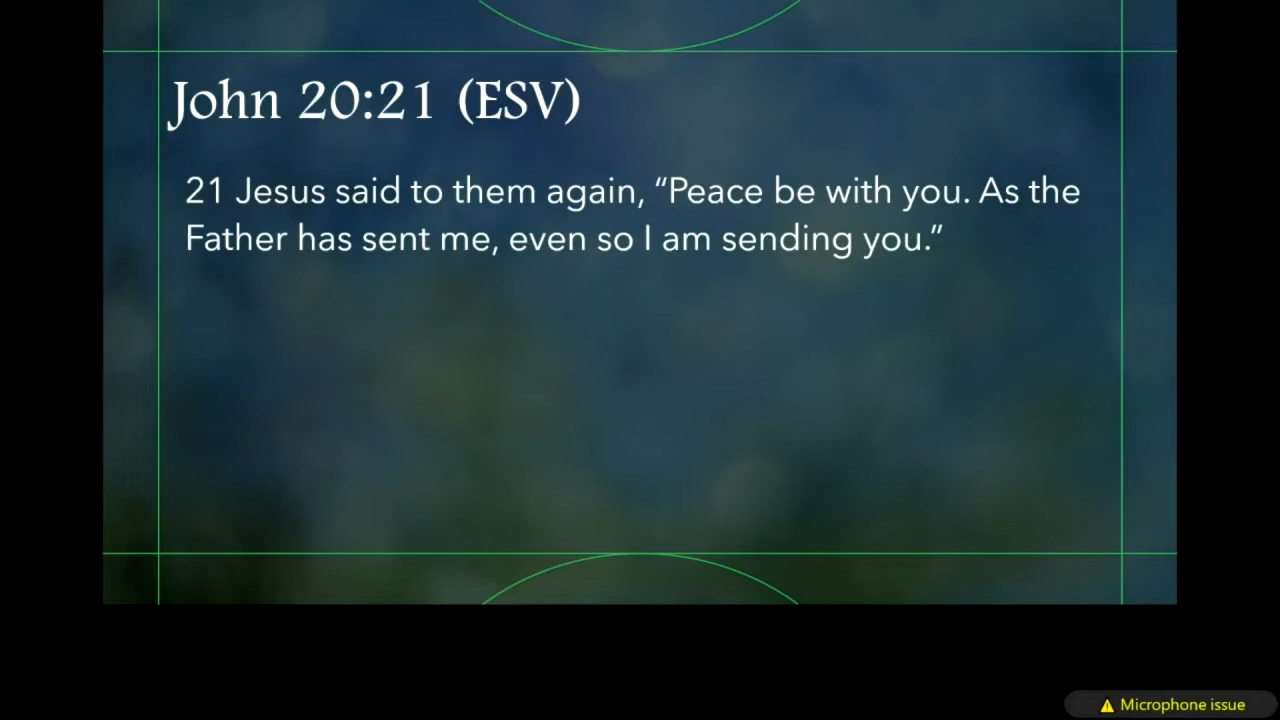 John 20:21 (ESV)
21 Jesus said to them again, “Peace be with you. As the
Father has sent me, even so I am sending you.”
Microphone issue